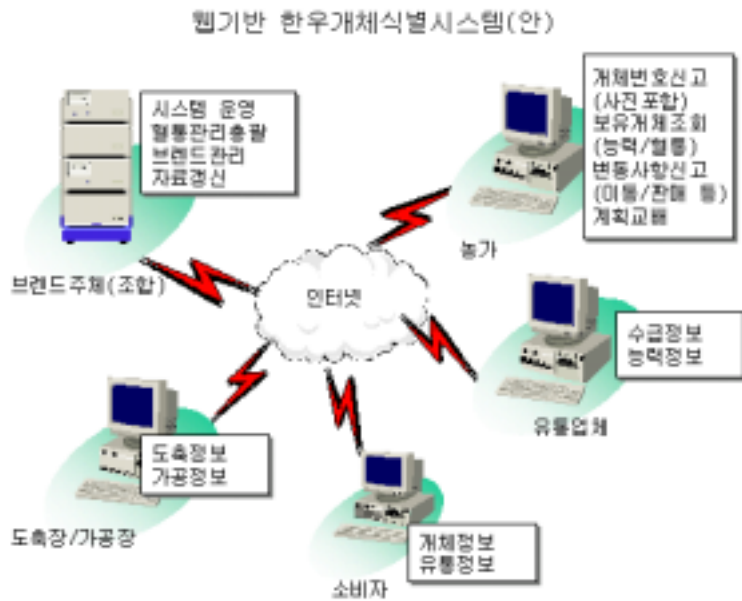 웹기반 한우개체식별시스템(안)
시스템 운영
혈통관리총괄
브렌드관리
자료갱신
브렌드주체(조합)
개체번호신고
(사진포함)
보유개체조회
(능력/혈통)
변동사항신고
(이동/판매 등)
계획교배
농가
인터넷
수급정보
능력정보
유통업체
도축정보
가공정보
도축장/가공장
개체정보
유통정보
소비자